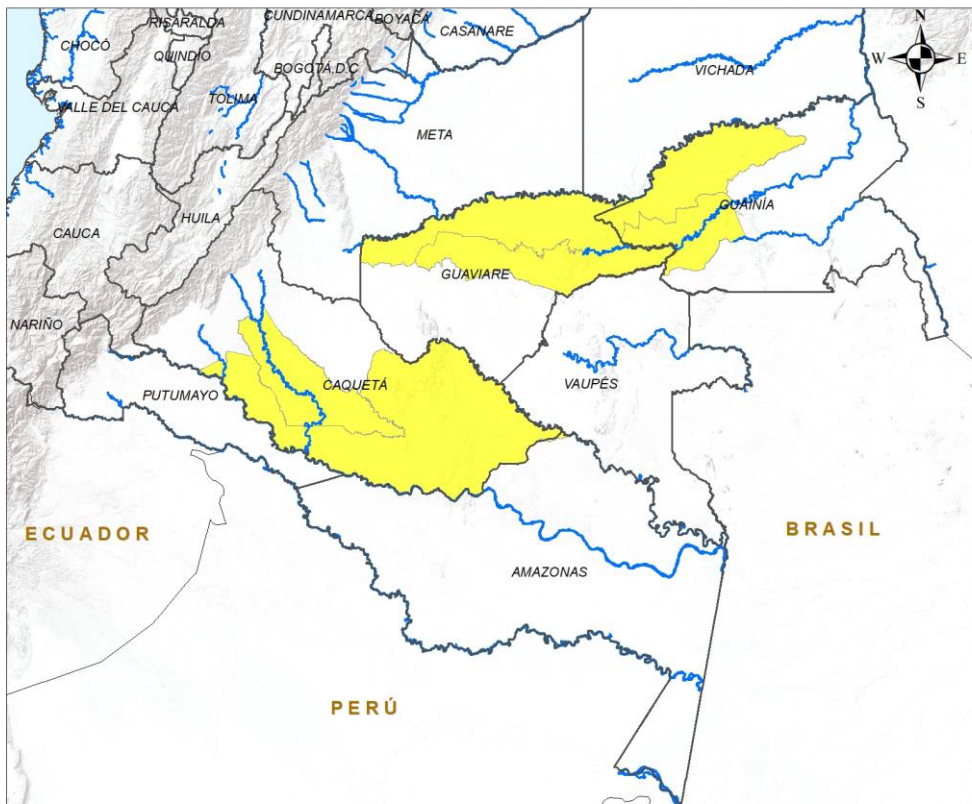 CUNDINAMARCA
BOYACÁ
RISARALDA
CASANARE
N
CHOCÓ
QUINDIO
W
E
BOGOTÁ,D.C
VICHADA
S
TOLIMA
VALLE DEL CAUCA
META
GUAINÍA
HUILA
CAUCA
GUAVIARE
NARIÑO
CAQUETÁ
VAUPÉS
PUTUMAYO
ECUADOR
BRASIL
AMAZONAS
PERÚ